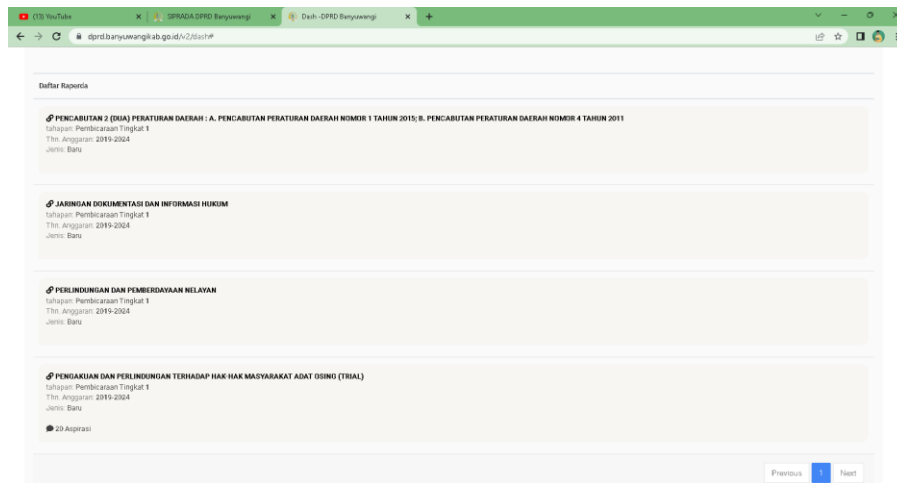 (13) YouTube
SIPRADA DPRD Banyuwangi
Dash - DPRD Banyuwangi
dprd.banyuwangikab.go.id/v2/dash#
Daftar Raperda
PENCABUTAN 2 (DUA) PERATURAN DAERAH : A. PENCABUTAN PERATURAN DAERAH NOMOR 1 TAHUN 2015; B. PENCABUTAN PERATURAN DAERAH NOMOR 4 TAHUN 2011
tahapan: Pembicaraan Tingkat 1
Thn. Anggaran: 2019-2024
Jenis: Baru
JARINGAN DOKUMENTASI DAN INFORMASI HUKUM
tahapan: Pembicaraan Tingkat 1
Thn. Anggaran: 2019-2024
Jenis: Baru
PERLINDUNGAN DAN PEMBERDAYAAN NELAYAN
tahapan: Pembicaraan Tingkat 1
Thn. Anggaran: 2019-2024
Jenis: Baru
PENGAKUAN DAN PERLINDUNGAN TERHADAP HAK-HAK MASYARAKAT ADAT OSING (TRIAL)
tahapan: Pembicaraan Tingkat 1
Thn. Anggaran: 2019-2024
Jenis: Baru
20 Aspirasi
Previous 1 Next